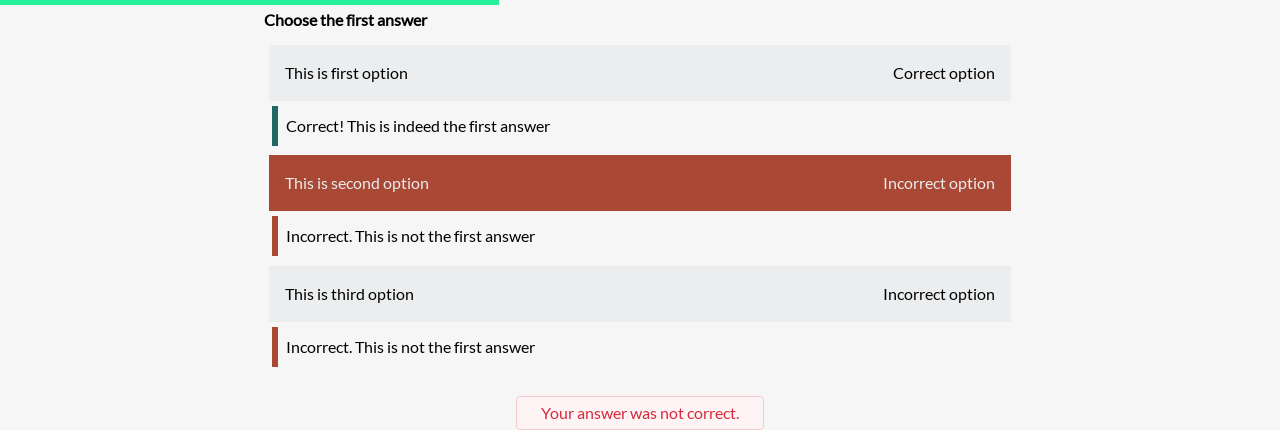 Choose the first answer
This is first option Correct option
Correct! This is indeed the first answer
This is second option Incorrect option
Incorrect. This is not the first answer
This is third option Incorrect option
Incorrect. This is not the first answer
Your answer was not correct.